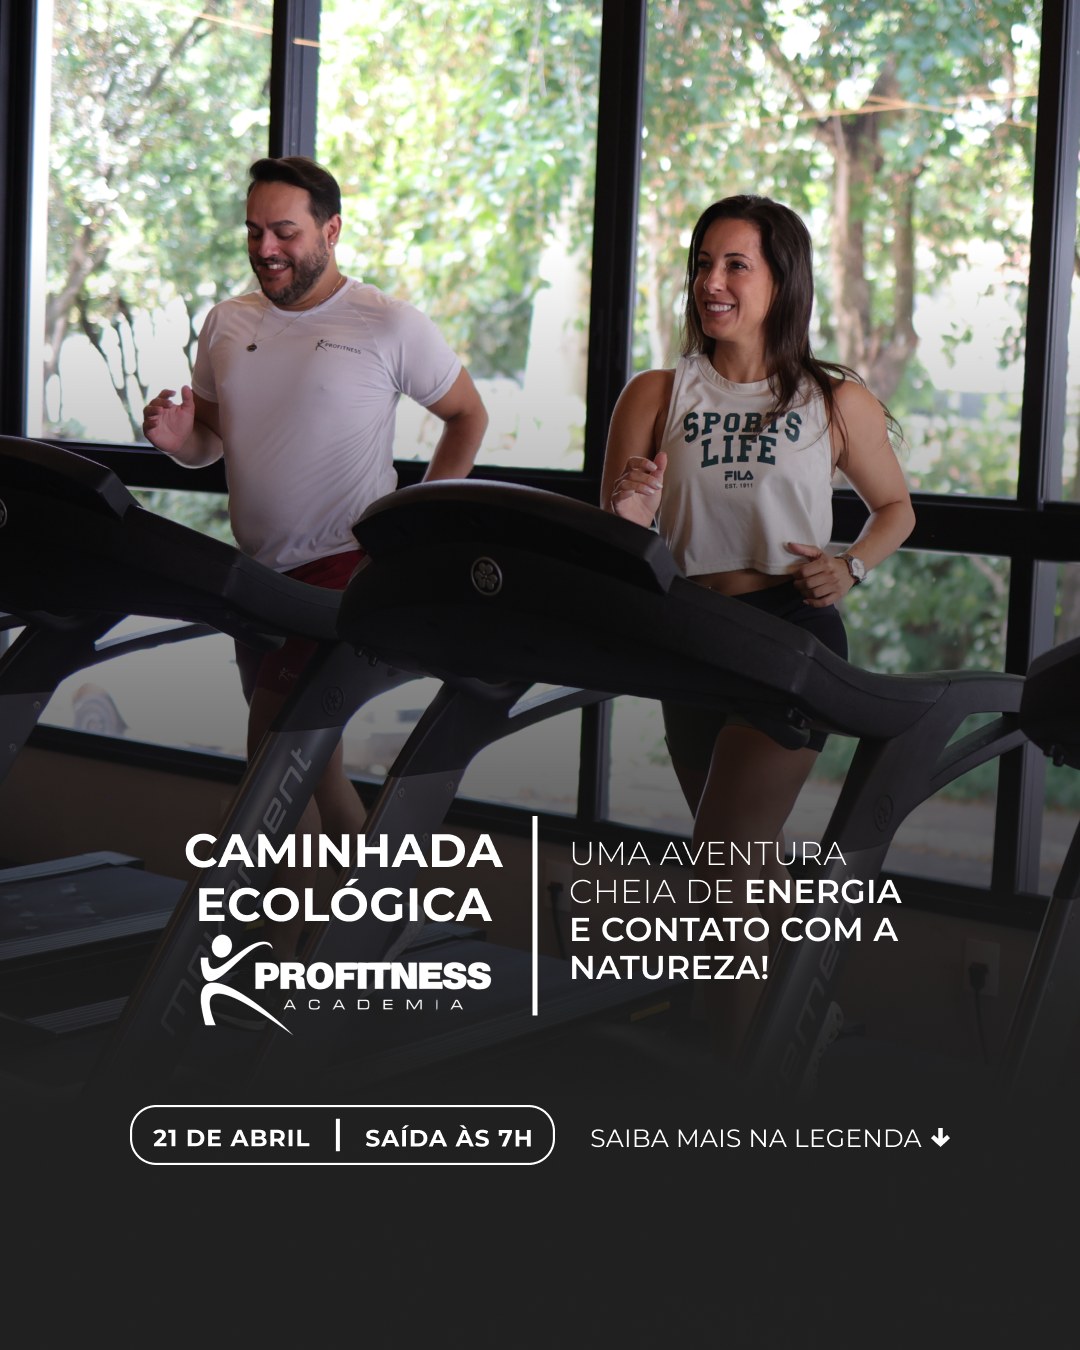 PROFITNESS
SPORTS
LIFE
FILA
EST. 1911
CAMINHADA
ECOLÓGICA
PROFITNESS
ACADEMIA
UMA AVENTURA
CHEIA DE ENERGIA
E CONTATO COM A
NATUREZA!
21 DE ABRIL | SAÍDA ÀS 7H
SAIBA MAIS NA LEGENDA